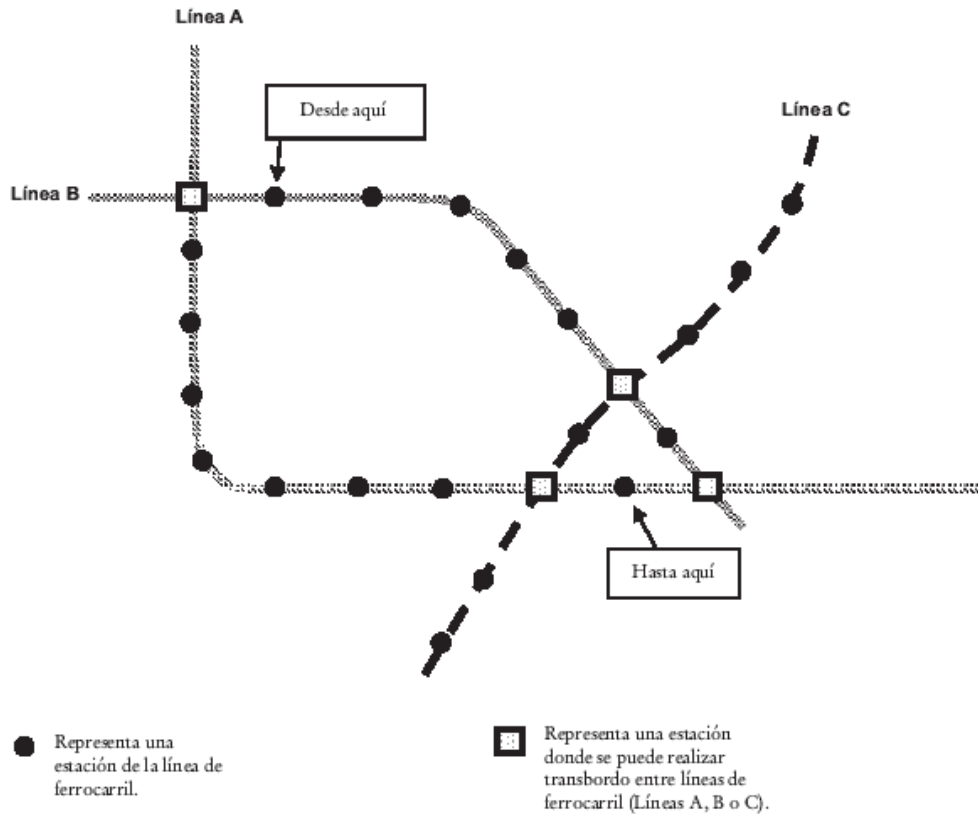 Línea A
Desde aquí
Línea C
Línea B
Hasta aquí
Representa una
estación de la línea de
ferrocarril.
Representa una estación
donde se puede realizar
transbordo entre líneas de
ferrocarril (Líneas A, B o C).